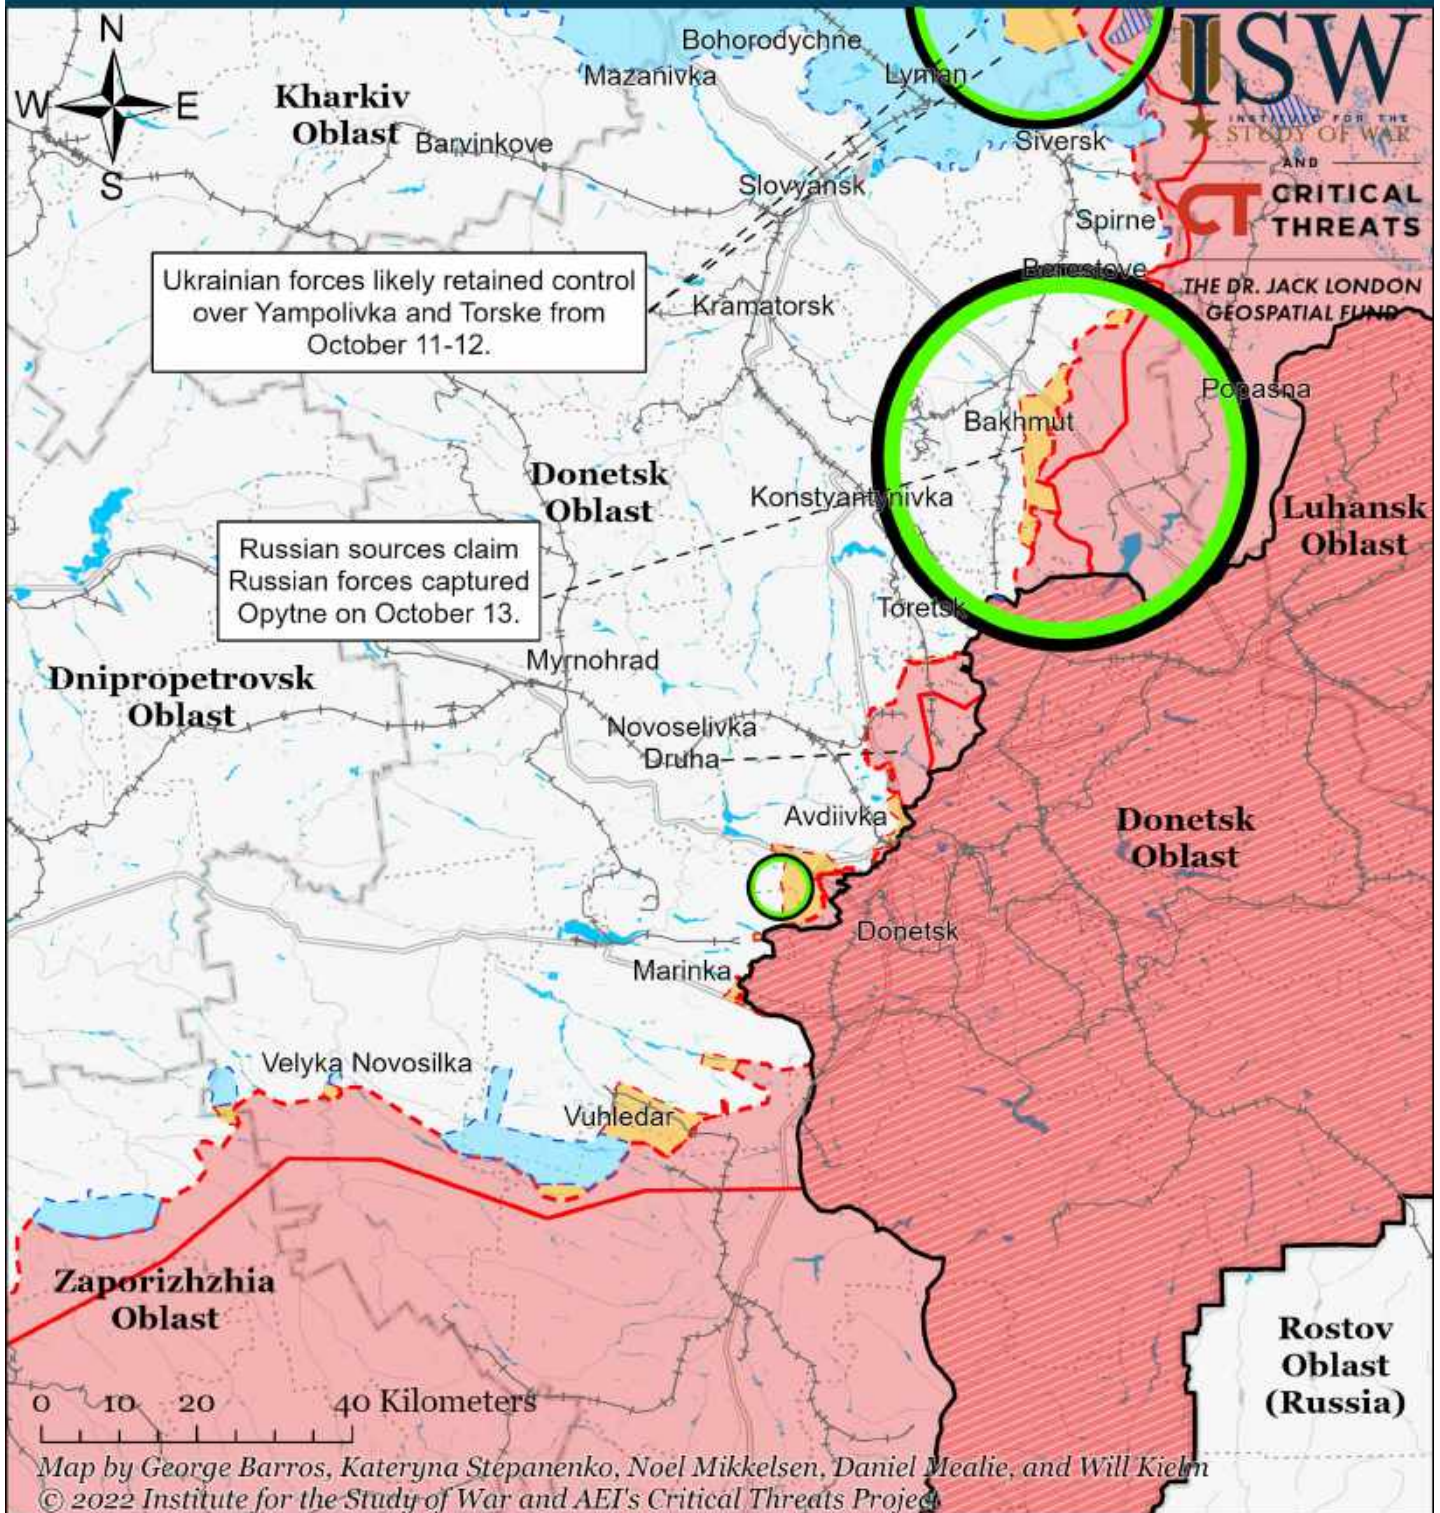 N
W
E
S
ISW
INSTITUTE FOR THE
STUDY OF WAR
AND
CT CRITICAL
THREATS
THE DR. JACK LONDON
GEOSPATIAL FUND
Bohorodychne
Mazanivka
Lyman
Kharkiv
Oblast
Barvinkove
Siversk
Slovyansk
Spirne
Berestove
Ukrainian forces likely retained control
over Yampolivka and Torske from
October 11-12.
Kramatorsk
Popasna
Bakhmut
Donetsk
Oblast
Konstyantynivka
Luhansk
Oblast
Russian sources claim
Russian forces captured
Opytne on October 13.
Toretsk
Myrnohrad
Dnipropetrovsk
Oblast
Novoselivka
Druha
Avdiivka
Donetsk
Oblast
Donetsk
Marinka
Velyka Novosilka
Vuhledar
Zaporizhzhia
Oblast
Rostov
Oblast
(Russia)
0 10 20 40 Kilometers
Map by George Barros, Kateryna Stepanenko, Noel Mikkelsen, Daniel Mealie, and Will Kielm
© 2022 Institute for the Study of War and AEI's Critical Threats Project